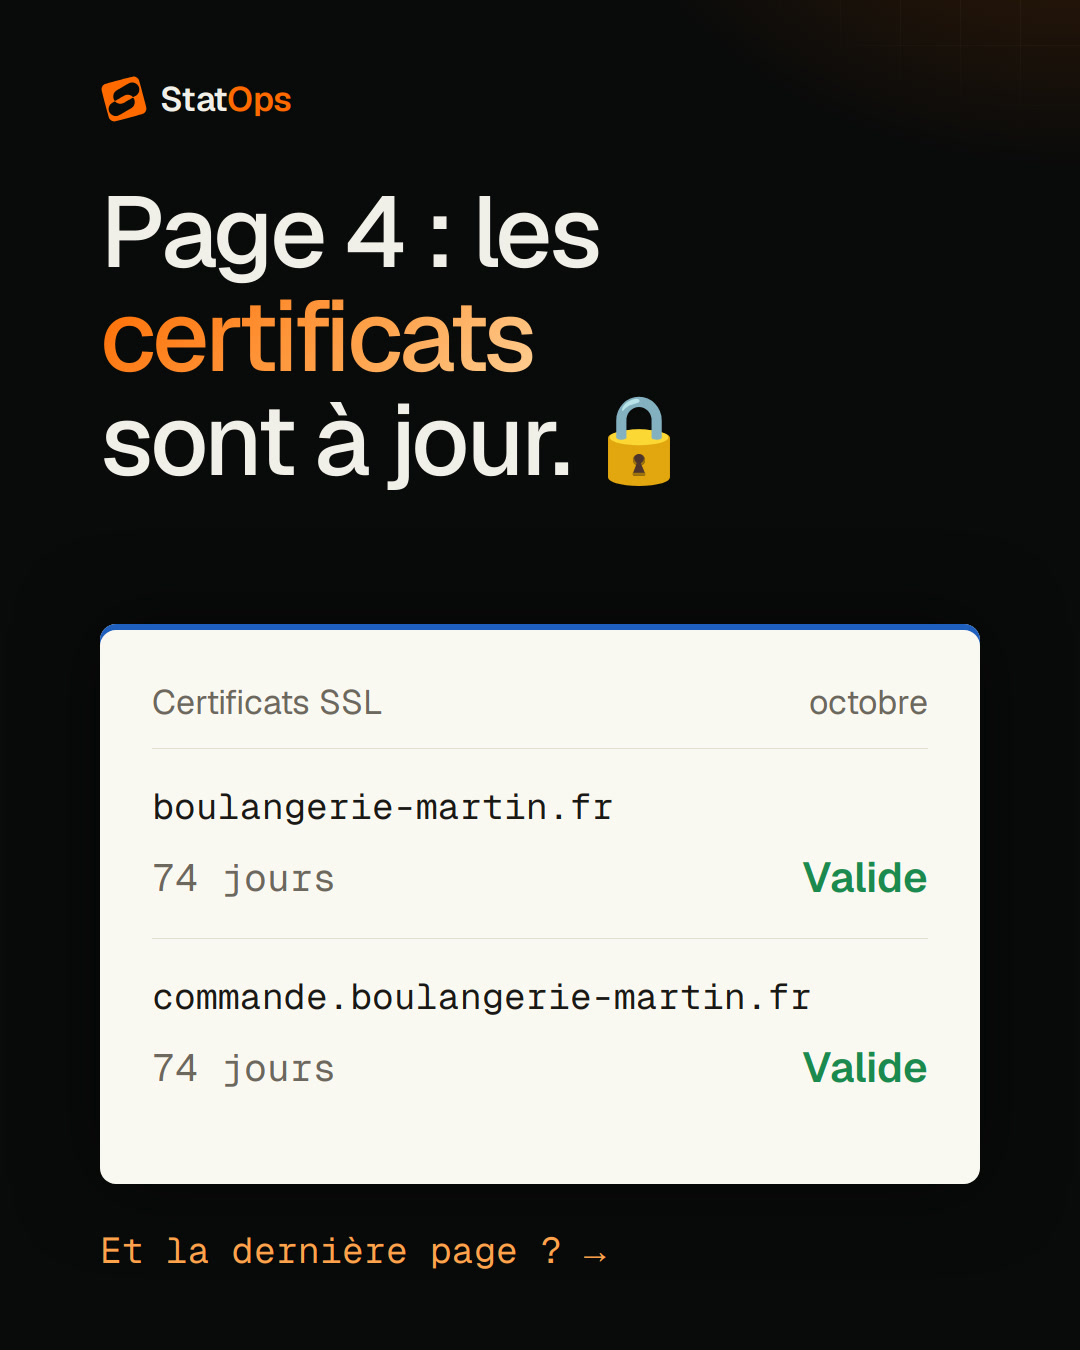 StatOps
Page 4 : les
certificats
sont à jour. 🔒
Certificats SSL octobre
boulangerie-martin.fr
74 jours Valide
commande.boulangerie-martin.fr
74 jours Valide
Et la dernière page ? →